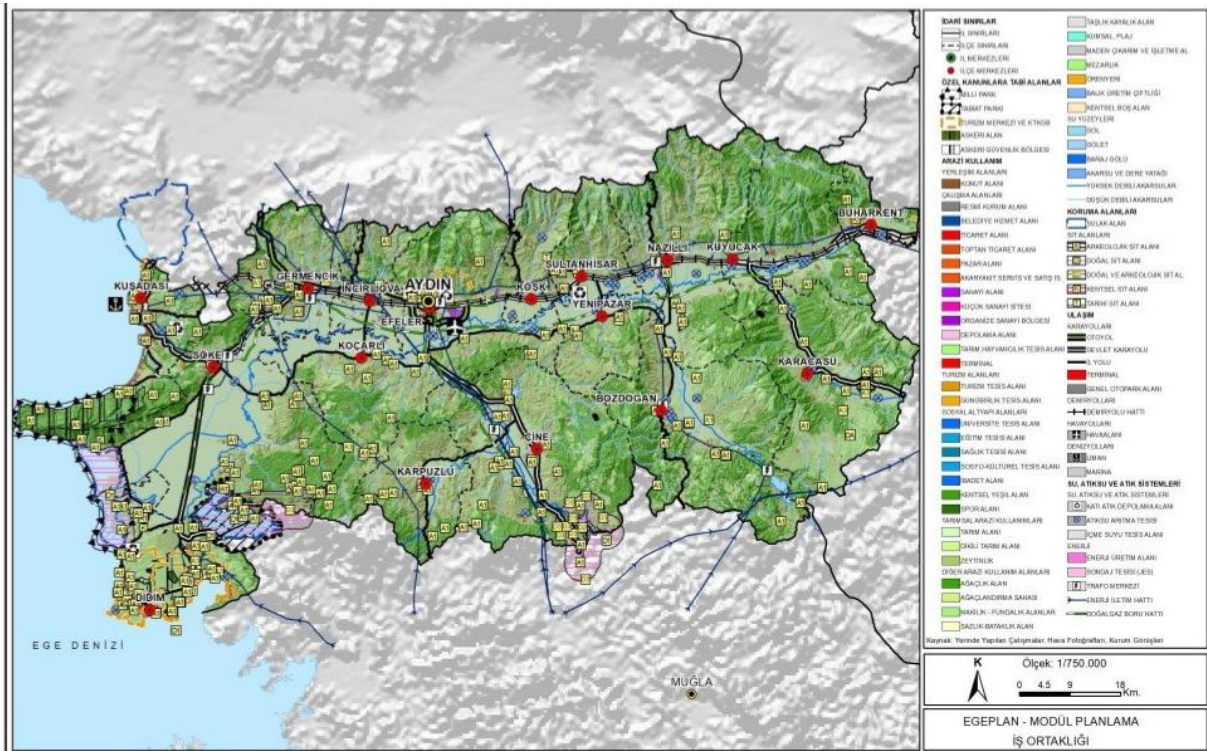 KUŞADASI
GERMENCİK
İNCİRLİOVA
AYDIN
EFELER
KÖŞK
SULTANHİSAR
YENİPAZAR
NAZİLLİ
KUYUCAK
BUHARKENT
SÖKE
KOÇARLI
KARACASU
BOZDOĞAN
ÇİNE
KARPUZLU
DİDİM
EGE DENİZİ
MUĞLA
İDARİ SINIRLAR
İL SINIRLARI
İLÇE SINIRLARI
İL MERKEZLERİ
İLÇE MERKEZLERİ
ÖZEL KANUNLARA TABİ ALANLAR
MİLLİ PARK
TABİAT PARKI
TURİZM MERKEZİ VE KTKGB
ASKERİ ALAN
ASKERİ GÜVENLİK BÖLGESİ
ARAZİ KULLANIM
YERLEŞİM ALANLARI
KONUT ALANI
ÇALIŞMA ALANLARI
RESMİ KURUM ALANI
BELEDİYE HİZMET ALANI
TİCARET ALANI
TOPTAN TİCARET ALANI
PAZAR ALANI
AKARYAKIT SERVİS VE SATIŞ İS.
SANAYİ ALANI
KÜÇÜK SANAYİ SİTESİ
ORGANİZE SANAYİ BÖLGESİ
DEPOLAMA ALANI
TARIM, HAYVANCILIK TESİS ALANI
TERMİNAL
TURİZM ALANLARI
TURİZM TESİS ALANI
GÜNÜBİRLİK TESİS ALANI
SOSYAL ALTYAPI ALANLARI
ÜNİVERSİTE TESİS ALANI
EĞİTİM TESİS ALANI
SAĞLIK TESİSİ ALANI
SOSYO-KÜLTÜREL TESİS ALANI
İBADET ALANI
KENTSEL YEŞİL ALAN
SPOR ALANI
TARIMSAL ARAZİ KULLANIMLARI
TARIM ALANI
DİKİLİ TARIM ALANI
ZEYTİNLİK
DİĞER ARAZİ KULLANIM ALANLARI
AĞAÇLIK ALAN
AĞAÇLANDIRMA SAHASI
MAKİLİK - FUNDALIK ALANLAR
SAZLIK-BATAKLIK ALAN
TAŞLIK KAYALIK ALAN
KUMSAL, PLAJ
MADEN ÇIKARIM VE İŞLETME AL
MEZARLIK
ÖRENYERİ
BALIK ÜRETİM ÇİFTLİĞİ
KENTSEL BOŞ ALAN
SU YÜZEYLERİ
GÖL
GÖLET
BARAJ GÖLÜ
AKARSU VE DERE YATAĞI
YÜKSEK DEBİLİ AKARSULAR
DÜŞÜK DEBİLİ AKARSULAR
KORUMA ALANLARI
SULAK ALAN
SİT ALANLARI
ARKEOLOJİK SİT ALANI
DOĞAL SİT ALANI
DOĞAL VE ARKEOLOJİK SİT AL
KENTSEL SİT ALANI
TARİHİ SİT ALANI
ULAŞIM
KARAYOLLARI
OTOYOL
DEVLET KARAYOLU
İL YOLU
TERMİNAL
GENEL OTOPARK ALANI
DEMİRYOLLARI
DEMİRYOLU HATTI
HAVAYOLLARI
HAVAALANI
DENİZYOLLARI
LİMAN
MARİNA
SU, ATIKSU VE ATIK SİSTEMLERİ
SU, ATIKSU VE ATIK SİSTEMLERİ
KATI ATIK DEPOLAMA ALANI
ATIKSU ARITMA TESİSİ
İÇME SUYU TESİS ALANI
ENERJİ
ENERJİ ÜRETİM ALANI
SONDAJ TESİSİ (JES)
TRAFO MERKEZİ
ENERJİ İLETİM HATTI
DOĞALGAZ BORU HATTI
Kaynak: Yerinde Yapılan Çalışmalar, Hava Fotoğrafları, Kurum Görüşleri
K
Ölçek: 1/750.000
0 4.5 9 18
Km.
EGEPLAN - MODÜL PLANLAMA
İŞ ORTAKLIĞI